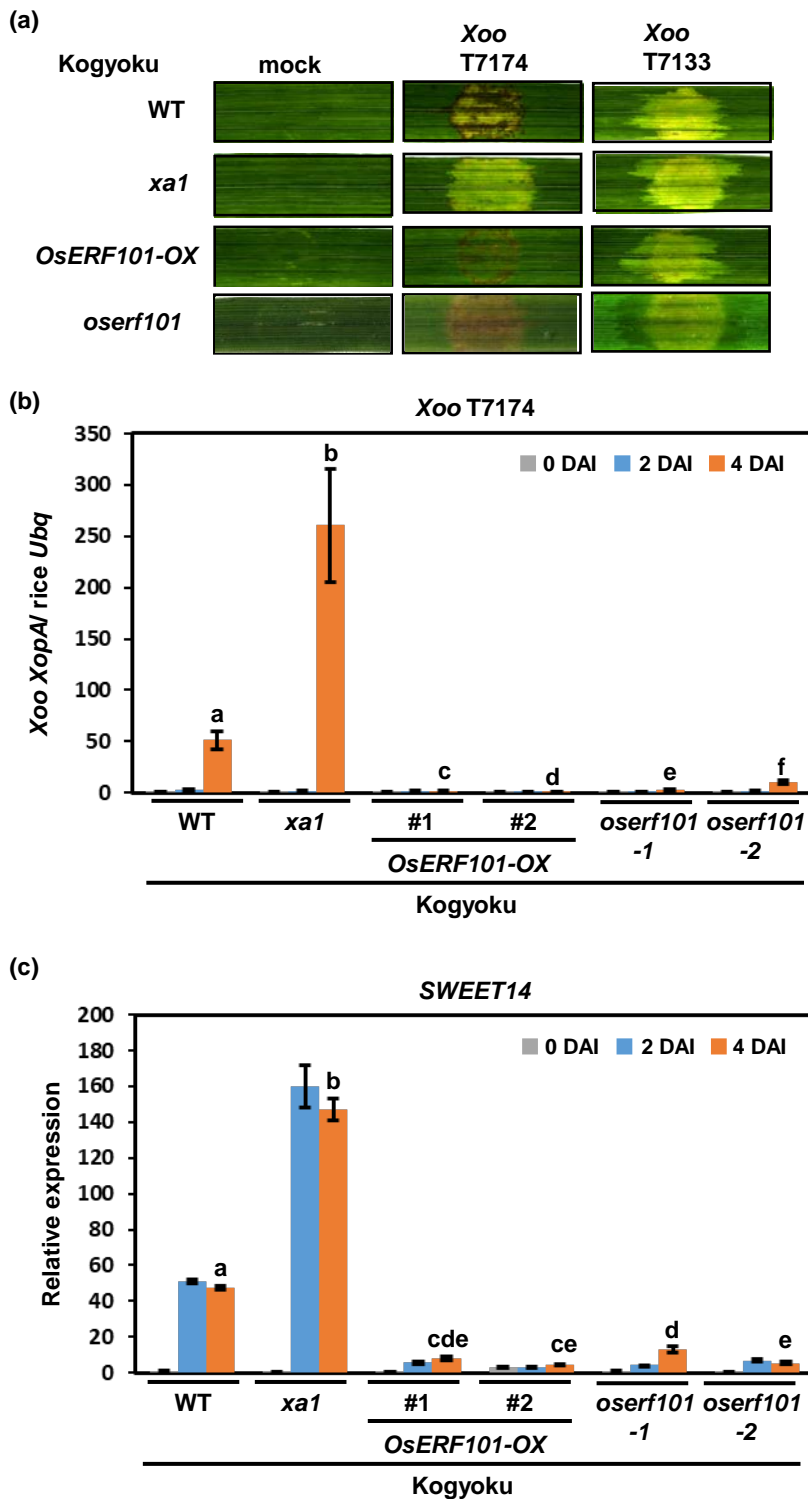 (a)
Kogyoku mock Xoo T7174 Xoo T7133
WT
xa1
OsERF101-OX
oserf101
(b)
Xoo T7174
0 DAI 2 DAI 4 DAI
Xoo XopA/ rice Ubq
350
300
250
200
150
100
50
0
a
b
c
d
e
f
WT xa1 #1 #2 oserf101 -1 oserf101 -2
OsERF101-OX
Kogyoku
(c)
SWEET14
0 DAI 2 DAI 4 DAI
Relative expression
200
180
160
140
120
100
80
60
40
20
0
a
b
cde
ce
d
e
WT xa1 #1 #2 oserf101 -1 oserf101 -2
OsERF101-OX
Kogyoku